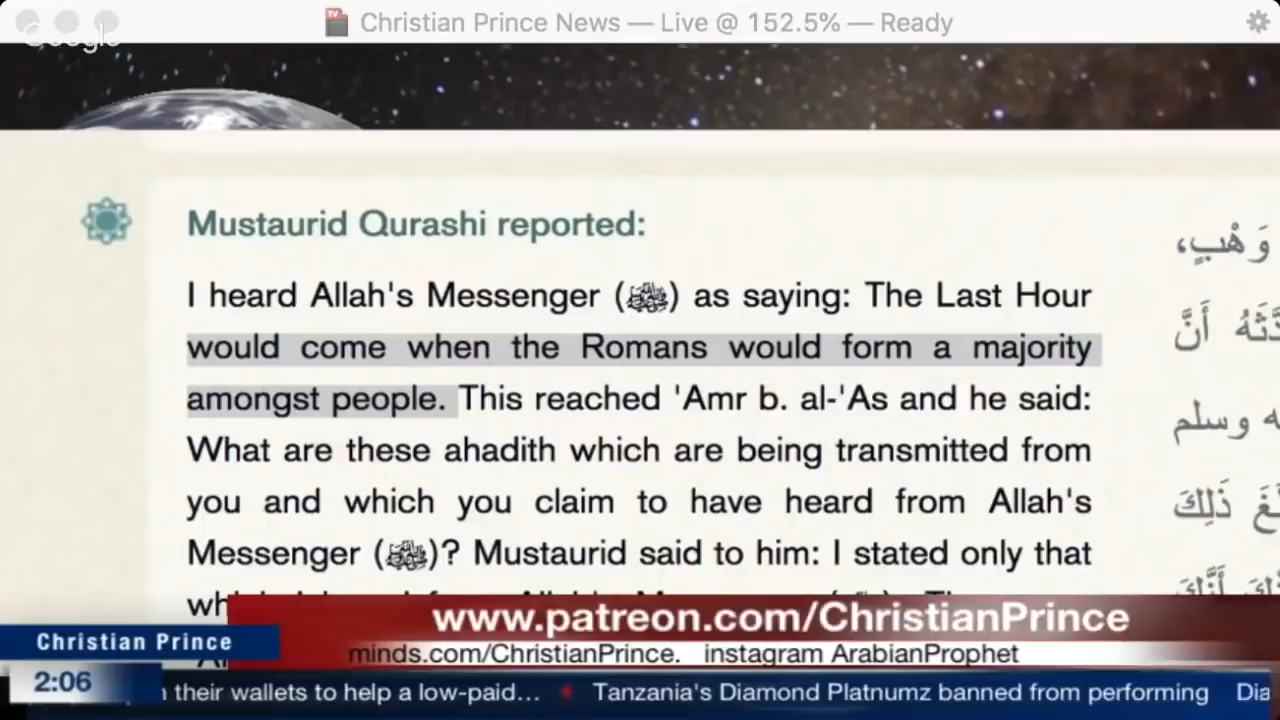 Christian Prince News — Live @ 152.5% — Ready
Google
Mustaurid Qurashi reported:
I heard Allah's Messenger (ﷺ) as saying: The Last Hour
would come when the Romans would form a majority
amongst people. This reached 'Amr b. al-'As and he said:
What are these ahadith which are being transmitted from
you and which you claim to have heard from Allah's
Messenger (ﷺ)? Mustaurid said to him: I stated only that
وَهْبٍ،
أَنَّ
وسلم
ذَلِكَ
www.patreon.com/ChristianPrince
Christian Prince
minds.com/ChristianPrince. instagram ArabianProphet
2:06
their wallets to help a low-paid... • Tanzania's Diamond Platnumz banned from performing Dia